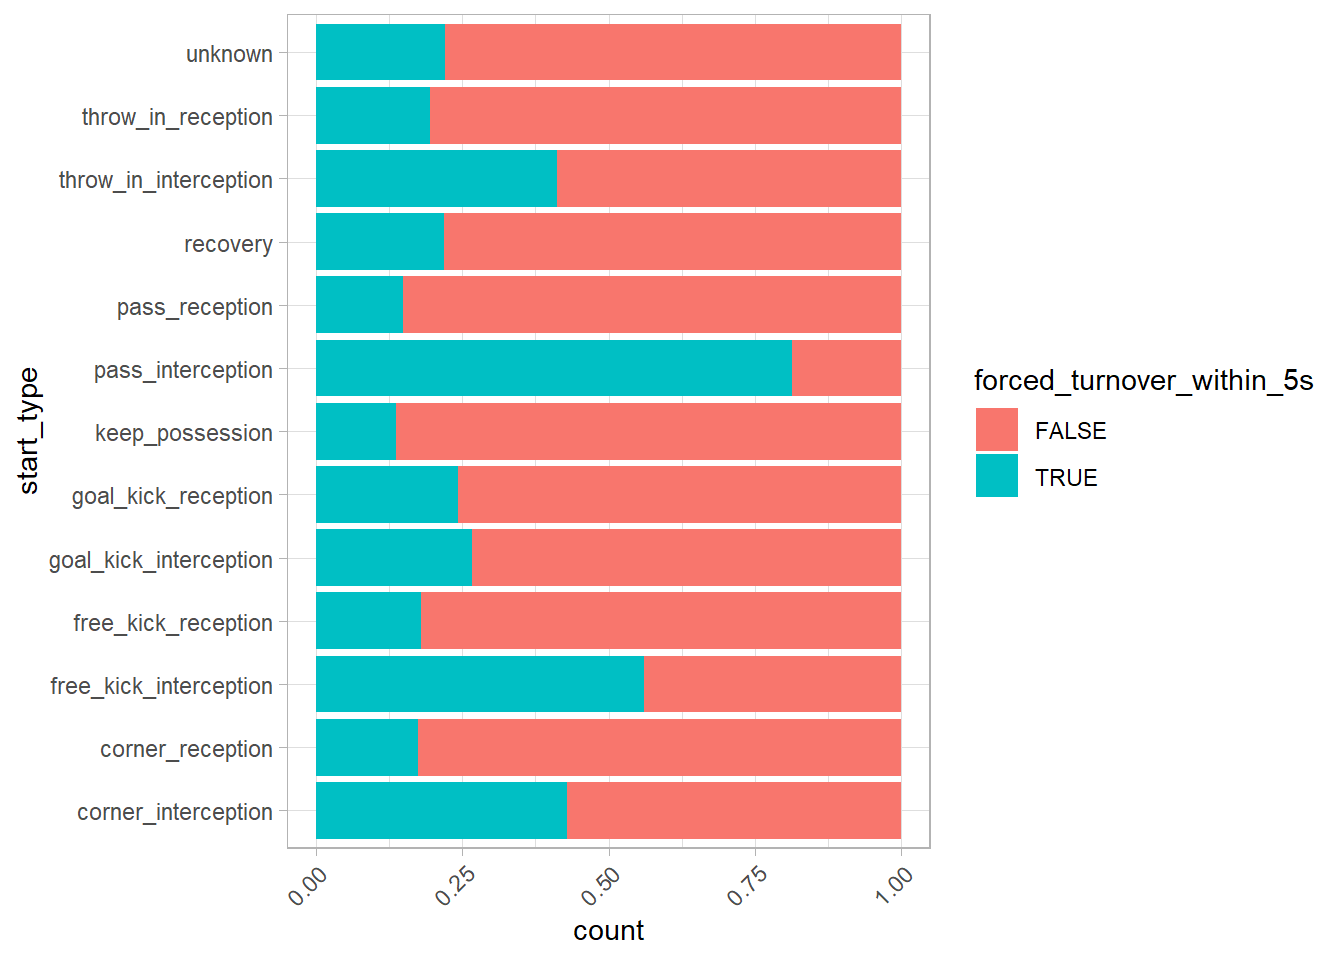 start_type
unknown
throw_in_reception
throw_in_interception
recovery
pass_reception
pass_interception
keep_possession
goal_kick_reception
goal_kick_interception
free_kick_reception
free_kick_interception
corner_reception
corner_interception
0.00 0.25 0.50 0.75 1.00
count
forced_turnover_within_5s
FALSE
TRUE